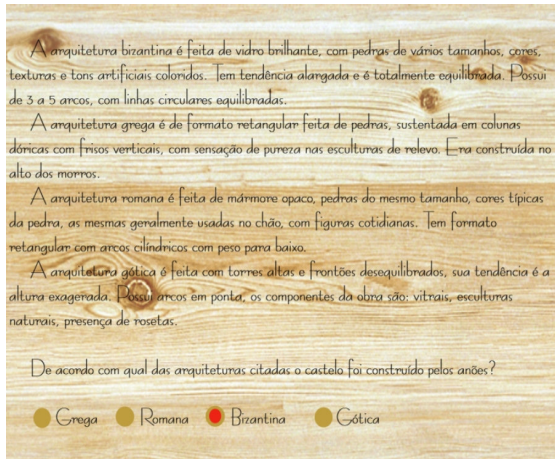 A arquitetura bizantina é feita de vidro brilhante, com pedras de vários tamanhos, cores,
texturas e tons artificiais coloridos. Tem tendência alargada e é totalmente equilibrada. Possui
de 3 a 5 arcos, com linhas circulares equilibradas.
A arquitetura grega é de formato retangular feita de pedras, sustentada em colunas
dóricas com frisos verticais, com sensação de pureza nas esculturas de relevo. Era construída no
alto dos morros.
A arquitetura romana é feita de mármore opaco, pedras do mesmo tamanho, cores típicas
da pedra, as mesmas geralmente usadas no chão, com figuras cotidianas. Tem formato
retangular com arcos cilíndricos com peso para baixo.
A arquitetura gótica é feita com torres altas e frontões desequilibrados, sua tendência é a
altura exagerada. Possui arcos em ponta, os componentes da obra são: vitrais, esculturas
naturais, presença de rosetas.
De acordo com qual das arquiteturas citadas o castelo foi construído pelos anões?
Grega Romana Bizantina Gótica